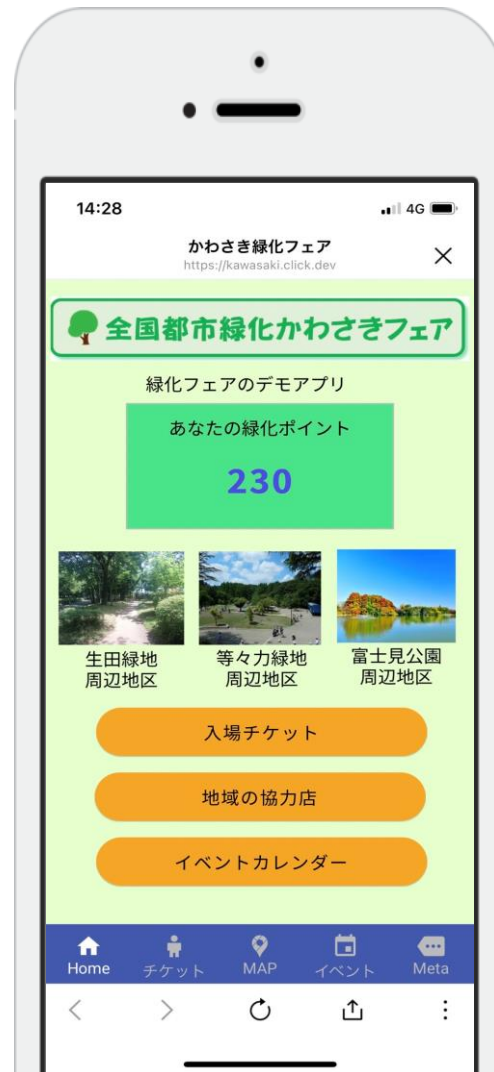 14:28
4G
かわさき緑化フェア
https://kawasaki.click.dev
全国都市緑化かわさきフェア
緑化フェアのデモアプリ
あなたの緑化ポイント
230
生田緑地
周辺地区
等々力緑地
周辺地区
富士見公園
周辺地区
入場チケット
地域の協力店
イベントカレンダー
Home
チケット
MAP
イベント
Meta